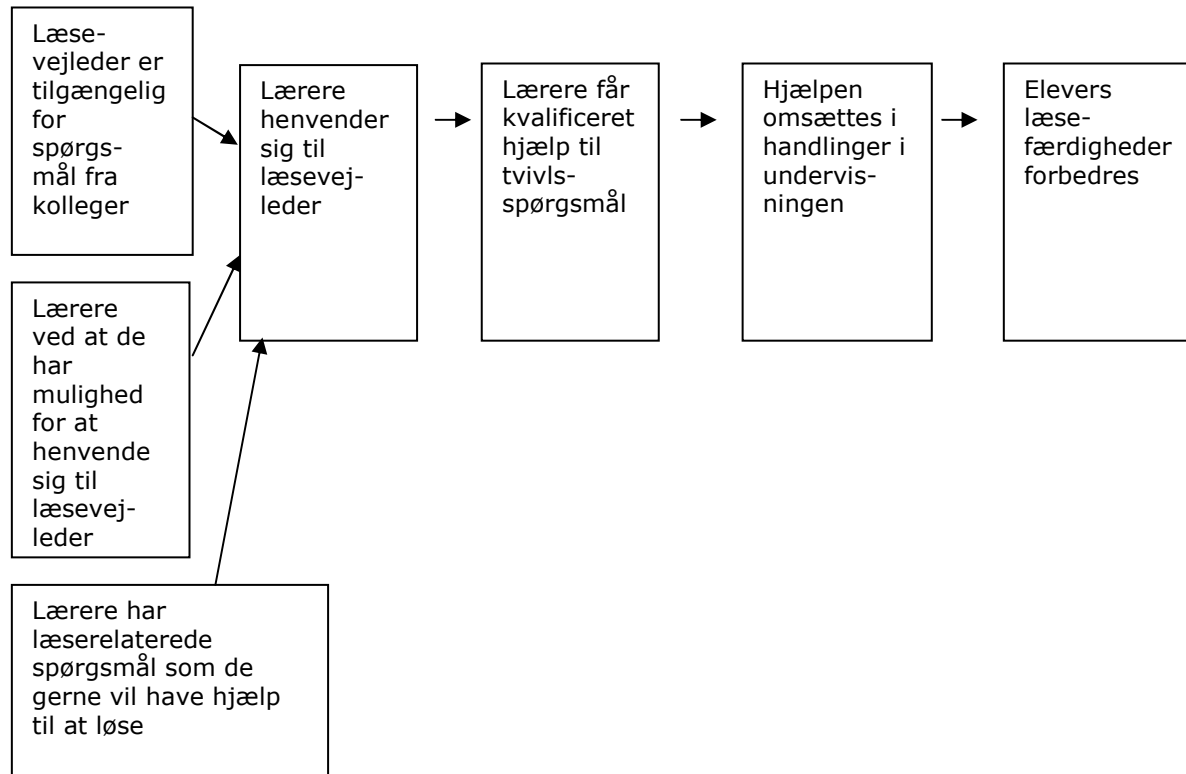 Læse-
vejleder er
tilgængelig
for
spørgs-
mål fra
kolleger
Lærere
ved at de
har
mulighed
for at
henvende
sig til
læsevej-
leder
Lærere har
læserelaterede
spørgsmål som de
gerne vil have hjælp
til at løse
Lærere
henvender
sig til
læsevej-
leder
Lærere får
kvalificeret
hjælp til
tvivls-
spørgsmål
Hjælpen
omsættes i
handlinger i
undervis-
ningen
Elevers
læse-
færdigheder
forbedres